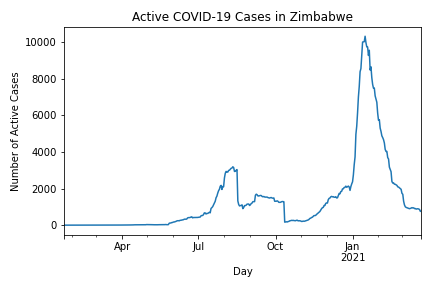 Active COVID-19 Cases in Zimbabwe
Number of Active Cases
10000
8000
6000
4000
2000
0
Apr
Jul
Oct
Jan
2021
Day